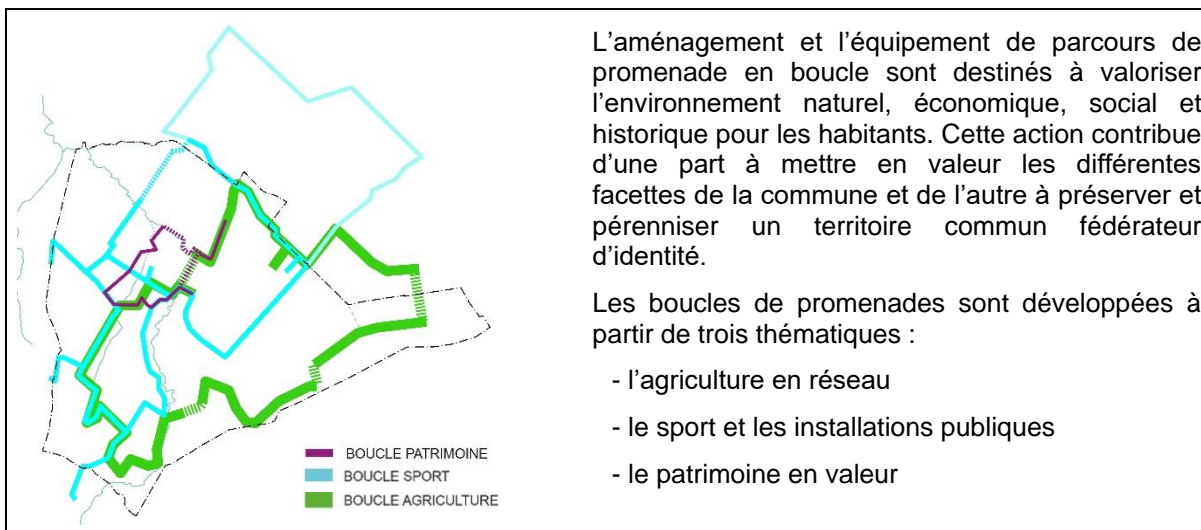 L’aménagement et l’équipement de parcours de
promenade en boucle sont destinés à valoriser
l’environnement naturel, économique, social et
historique pour les habitants. Cette action contribue
d’une part à mettre en valeur les différentes
facettes de la commune et de l’autre à préserver et
pérenniser un territoire commun fédérateur
d’identité.
Les boucles de promenades sont développées à
partir de trois thématiques :
- l’agriculture en réseau
- le sport et les installations publiques
- le patrimoine en valeur
BOUCLE PATRIMOINE
BOUCLE SPORT
BOUCLE AGRICULTURE